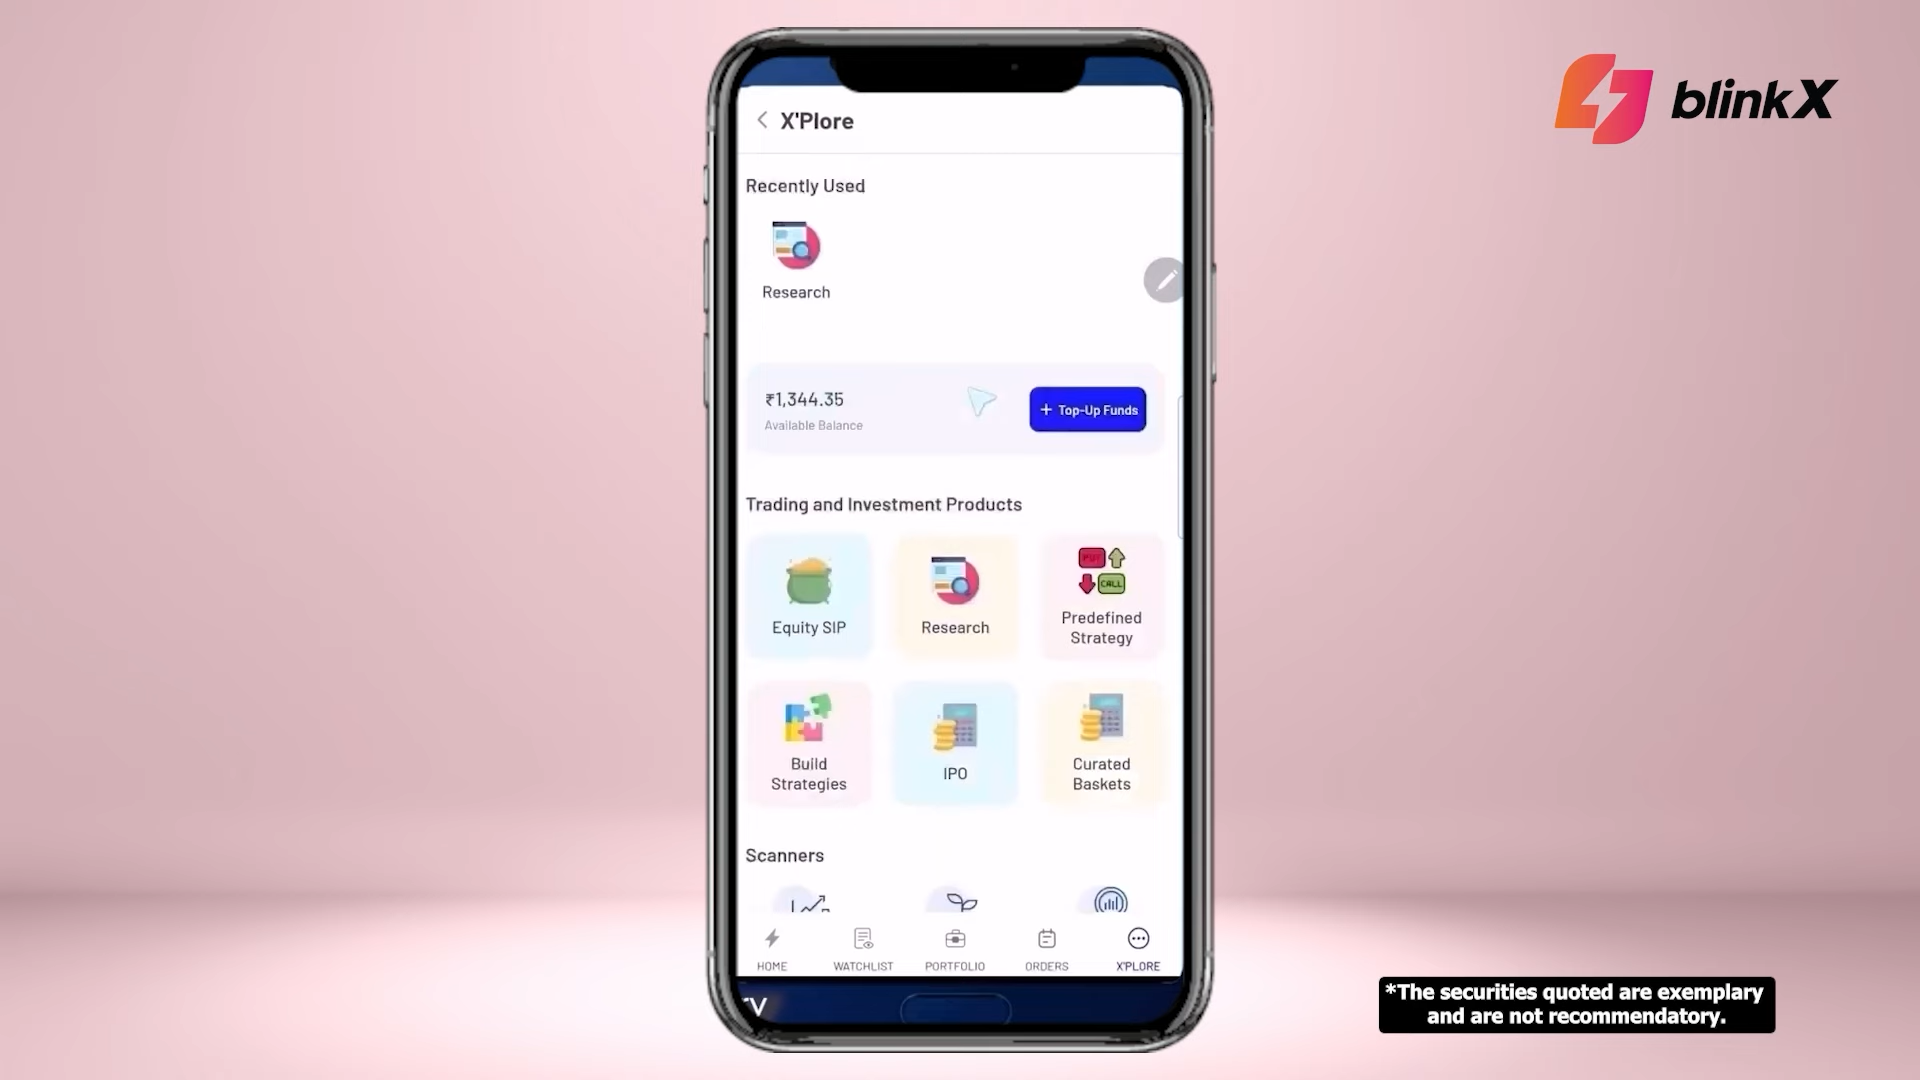 blinkX
X'Plore
Recently Used
Research
₹1,344.35
Available Balance
+ Top-Up Funds
Trading and Investment Products
Equity SIP
Research
PUT
CALL
Predefined
Strategy
Build
Strategies
IPO
Curated
Baskets
Scanners
HOME
WATCHLIST
PORTFOLIO
ORDERS
X'PLORE
*The securities quoted are exemplary
and are not recommendatory.